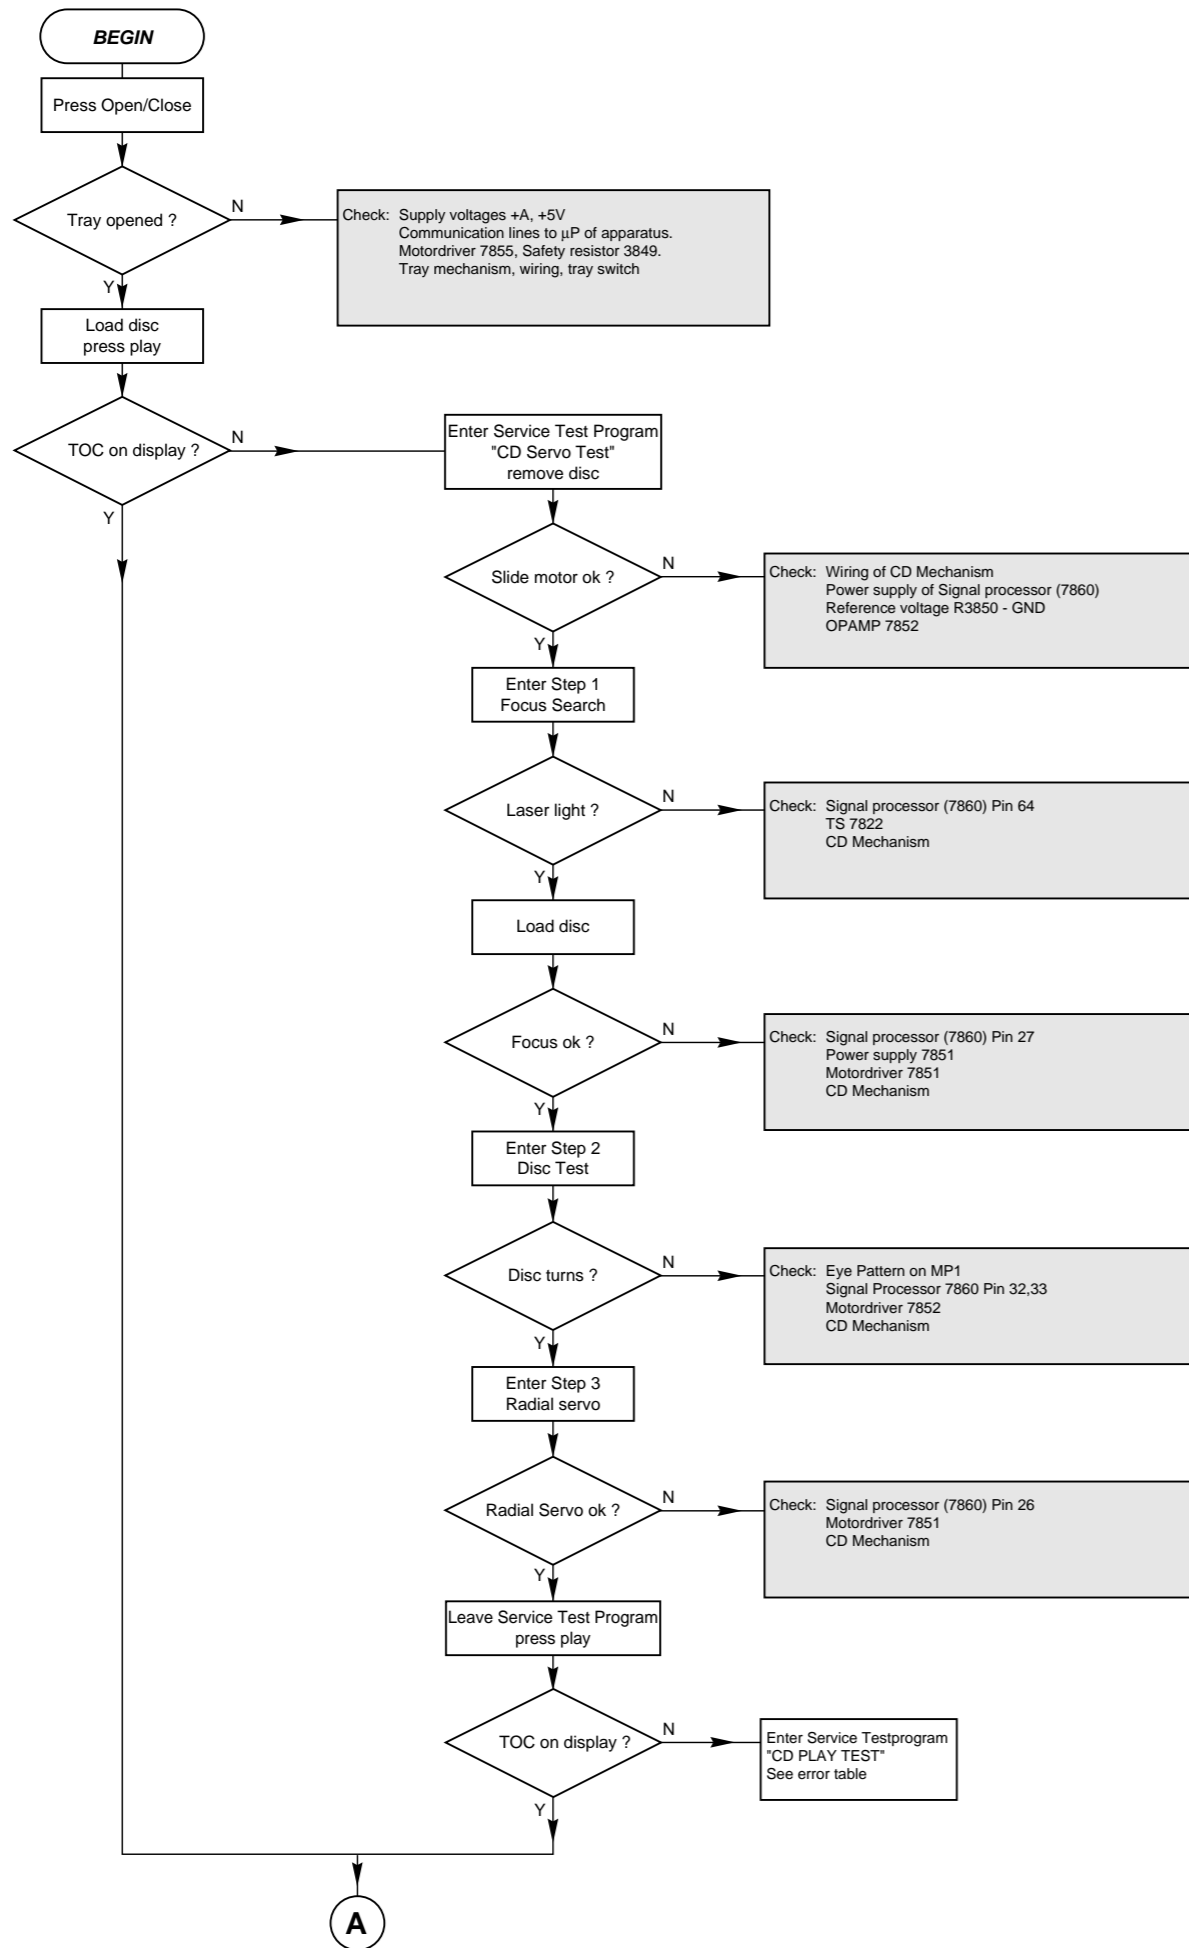 BEGIN
Press Open/Close
Tray opened ?
N
Check: Supply voltages +A, +5V
Communication lines to µP of apparatus.
Motordriver 7855, Safety resistor 3849.
Tray mechanism, wiring, tray switch
Y
Load disc
press play
TOC on display ?
N
Y
Enter Service Test Program
"CD Servo Test"
remove disc
Slide motor ok ?
N
Check: Wiring of CD Mechanism
Power supply of Signal processor (7860)
Reference voltage R3850 - GND
OPAMP 7852
Y
Enter Step 1
Focus Search
Laser light ?
N
Check: Signal processor (7860) Pin 64
TS 7822
CD Mechanism
Y
Load disc
Focus ok ?
N
Check: Signal processor (7860) Pin 27
Power supply 7851
Motordriver 7851
CD Mechanism
Y
Enter Step 2
Disc Test
Disc turns ?
N
Check: Eye Pattern on MP1
Signal Processor 7860 Pin 32,33
Motordriver 7852
CD Mechanism
Y
Enter Step 3
Radial servo
Radial Servo ok ?
N
Check: Signal processor (7860) Pin 26
Motordriver 7851
CD Mechanism
Y
Leave Service Test Program
press play
TOC on display ?
N
Enter Service Testprogram
"CD PLAY TEST"
See error table
Y
A